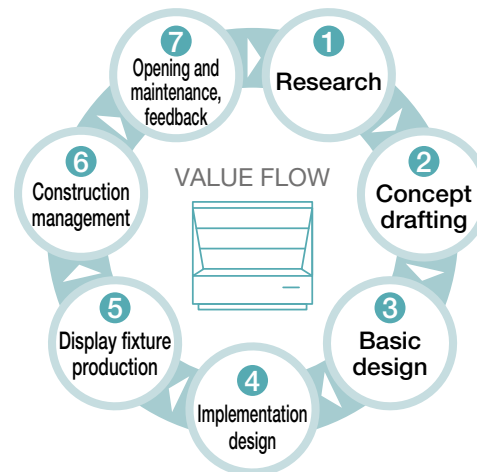 1
Research
2
Concept
drafting
3
Basic
design
4
Implementation
design
5
Display fixture
production
6
Construction
management
7
Opening and
maintenance,
feedback
VALUE FLOW